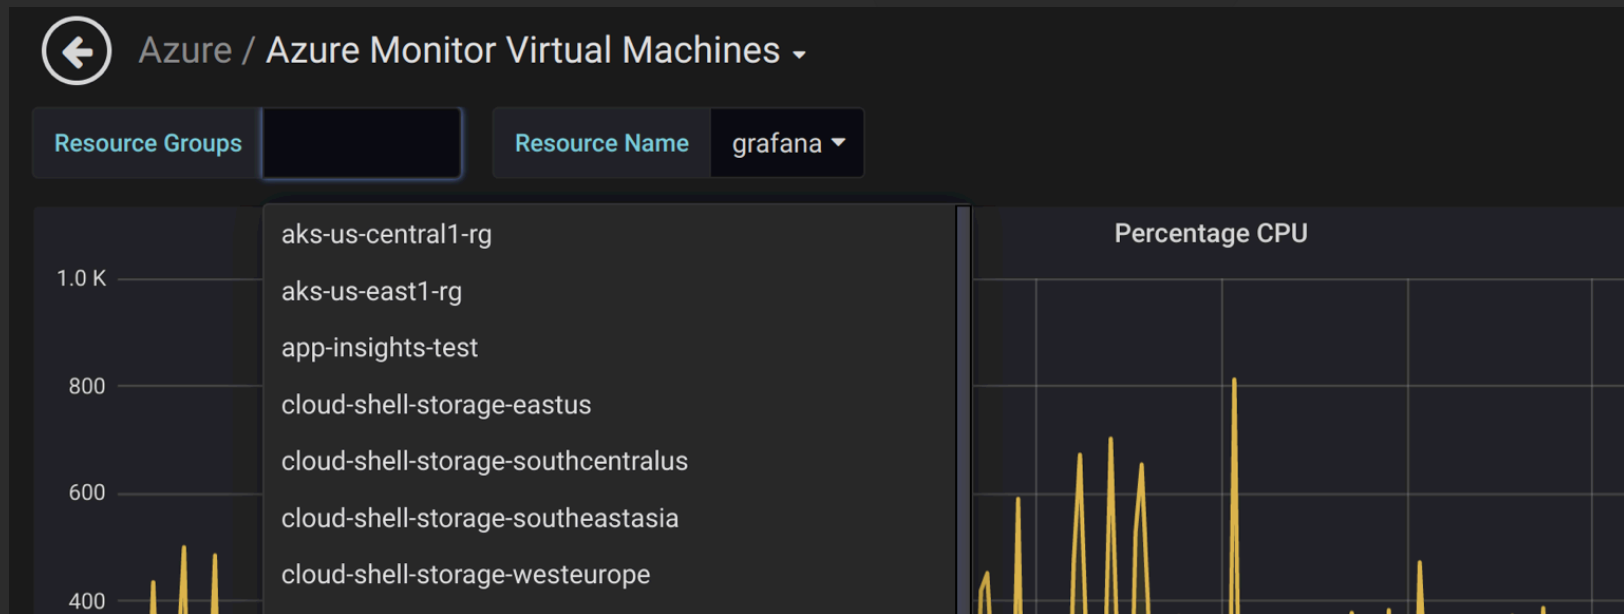 Azure / Azure Monitor Virtual Machines
Resource Groups
Resource Name
grafana
aks-us-central1-rg
aks-us-east1-rg
app-insights-test
cloud-shell-storage-eastus
cloud-shell-storage-southcentralus
cloud-shell-storage-southeastasia
cloud-shell-storage-westeurope
Percentage CPU
1.0 K
800
600
400